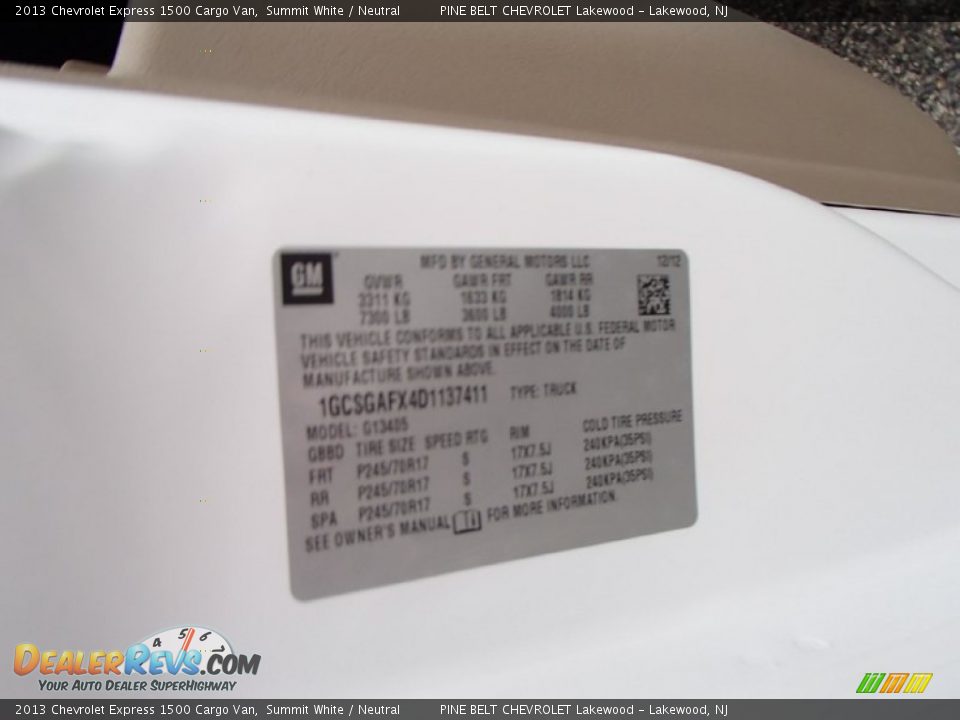 2013 Chevrolet Express 1500 Cargo Van, Summit White / Neutral PINE BELT CHEVROLET Lakewood - Lakewood, NJ
GM MFD BY GENERAL MOTORS LLC 12/12
GVWR GAWR FRT GAWR RR
3311 KG 1633 KG 1814 KG
7300 LB 3600 LB 4000 LB
THIS VEHICLE CONFORMS TO ALL APPLICABLE U.S. FEDERAL MOTOR
VEHICLE SAFETY STANDARDS IN EFFECT ON THE DATE OF
MANUFACTURE SHOWN ABOVE.
1GCSGAFX4D1137411 TYPE: TRUCK
MODEL: G13405
GBBD TIRE SIZE SPEED RTG RIM COLD TIRE PRESSURE
FRT P245/70R17 S 17X7.5J 240KPA(35PSI)
RR P245/70R17 S 17X7.5J 240KPA(35PSI)
SPA P245/70R17 S 17X7.5J 240KPA(35PSI)
SEE OWNER'S MANUAL FOR MORE INFORMATION.
4 5 6 7
DEALERREVS.COM
YOUR AUTO DEALER SUPERHIGHWAY
2013 Chevrolet Express 1500 Cargo Van, Summit White / Neutral PINE BELT CHEVROLET Lakewood - Lakewood, NJ